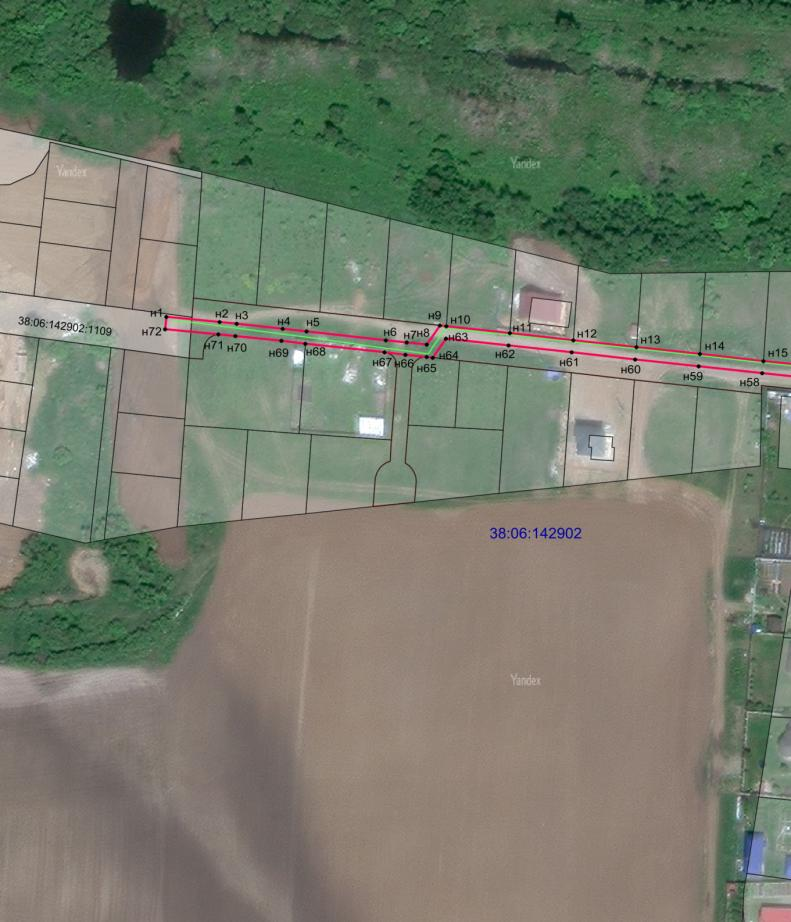 Yandex
Yandex
н1
н2
н3
н4
н5
н6
н7
н8
н9
н10
н11
н12
н13
н14
н15
38:06:142902:1109
н72
н71
н70
н69
н68
н67
н66
н65
н64
н63
н62
н61
н60
н59
н58
38:06:142902
Yandex